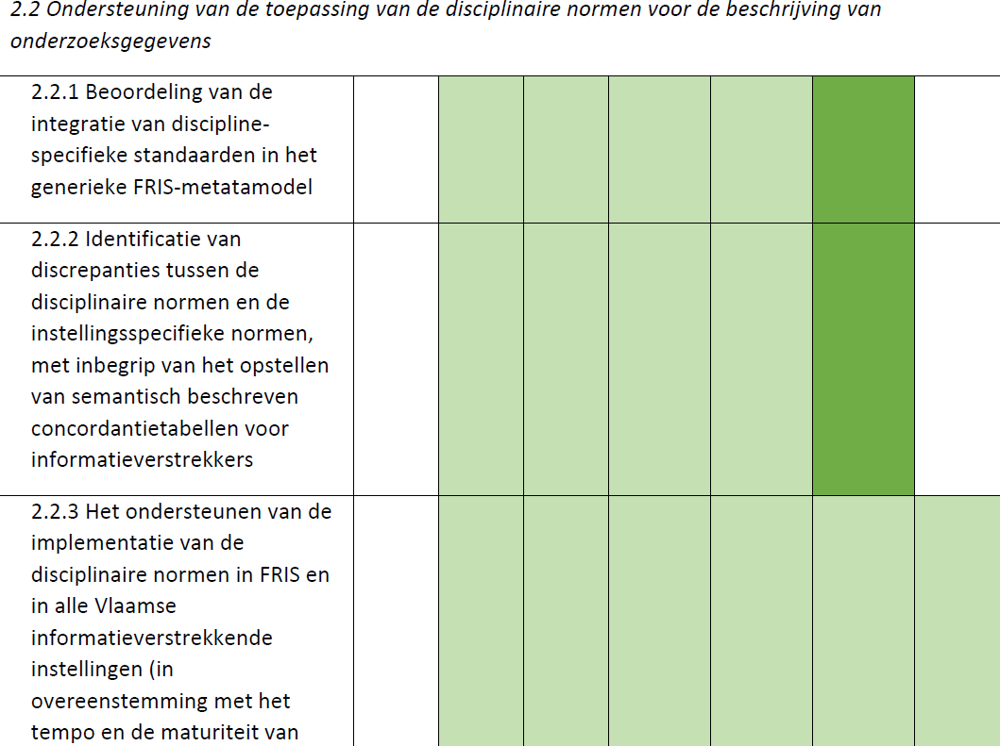 2.2 Ondersteuning van de toepassing van de disciplinaire normen voor de beschrijving van
onderzoeksgegevens
2.2.1 Beoordeling van de
integratie van discipline-
specifieke standaarden in het
generieke FRIS-metatamodel
2.2.2 Identificatie van
discrepanties tussen de
disciplinaire normen en de
instellingsspecifieke normen,
met inbegrip van het opstellen
van semantisch beschreven
concordantietabellen voor
informatieverstrekkers
2.2.3 Het ondersteunen van de
implementatie van de
disciplinaire normen in FRIS en
in alle Vlaamse
informatieverstrekkende
instellingen (in
overeenstemming met het
tempo en de maturiteit van